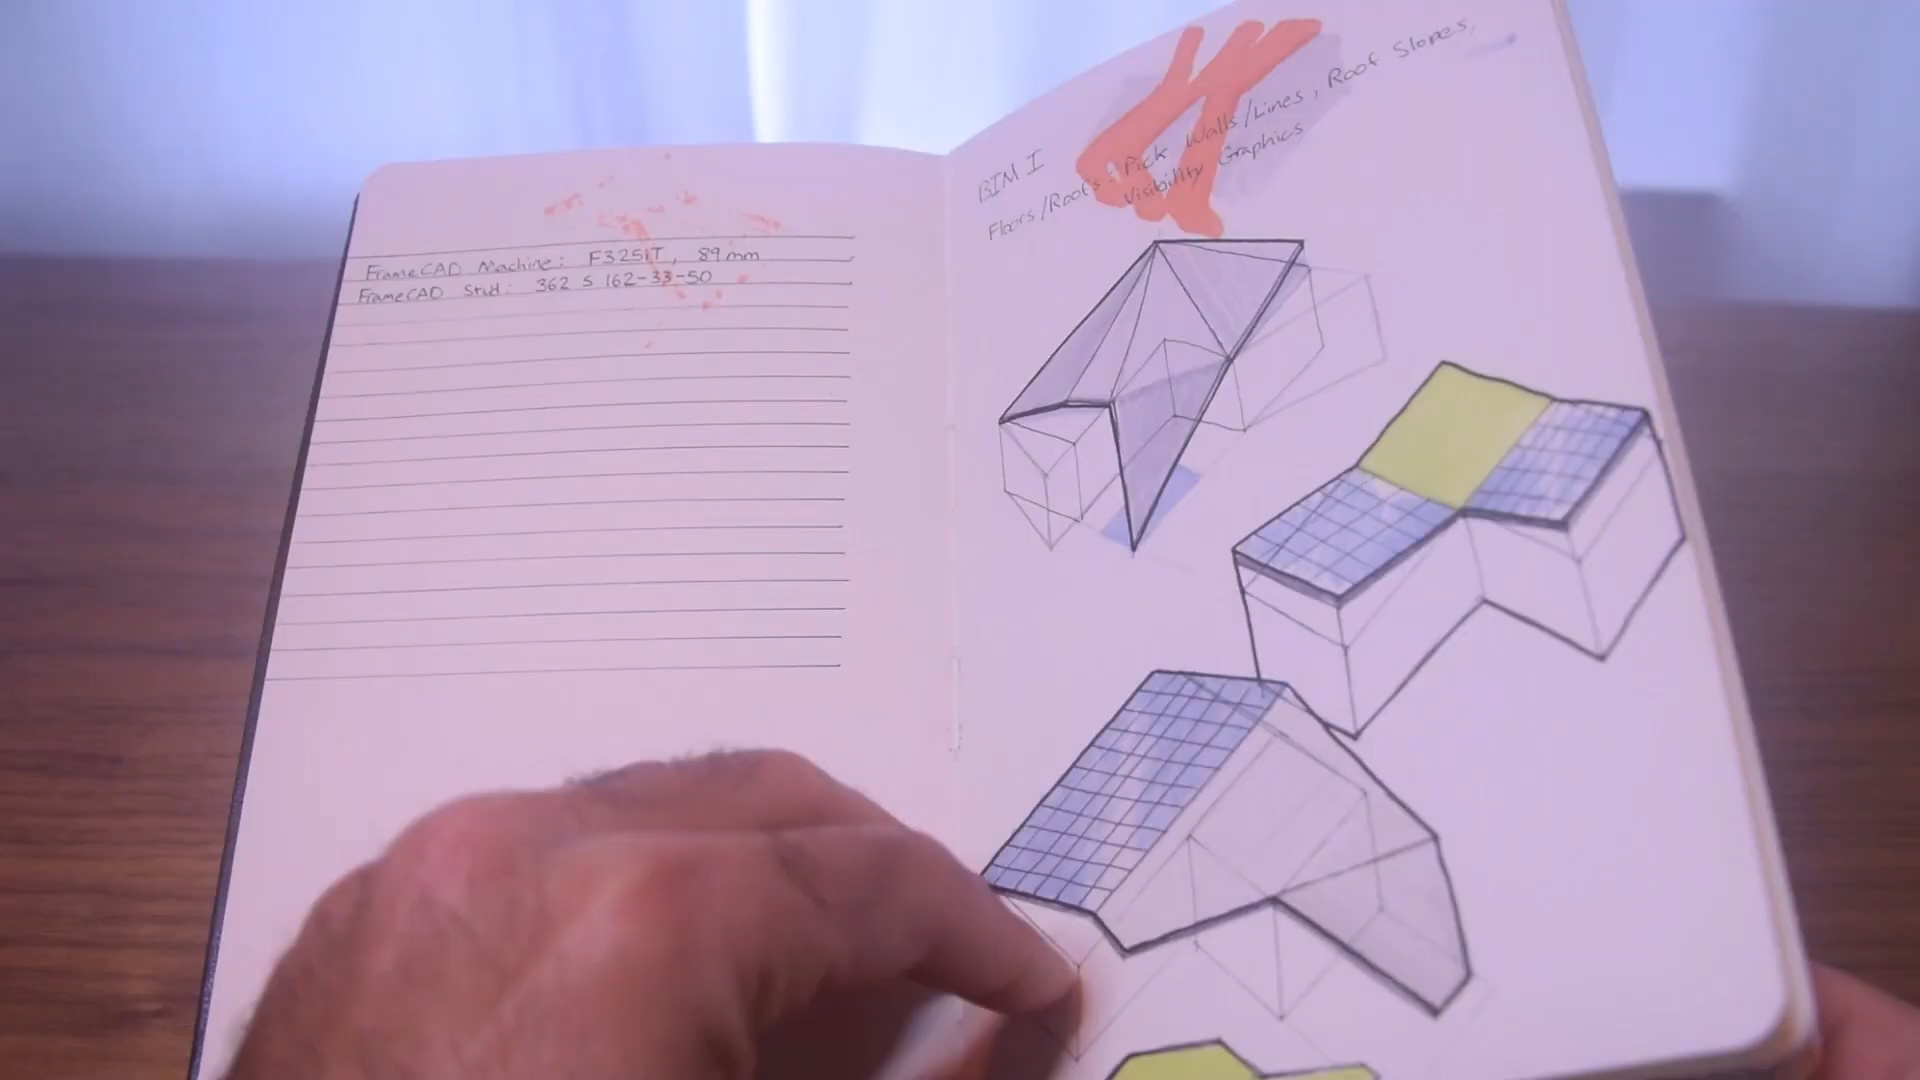 FrameCAD Machine: F325iT, 89mm
FrameCAD Stud: 362 S 162-33-50
BIM I
Floors/Roofs: Pick Walls/Lines, Roof Slopes,
Visibility Graphics